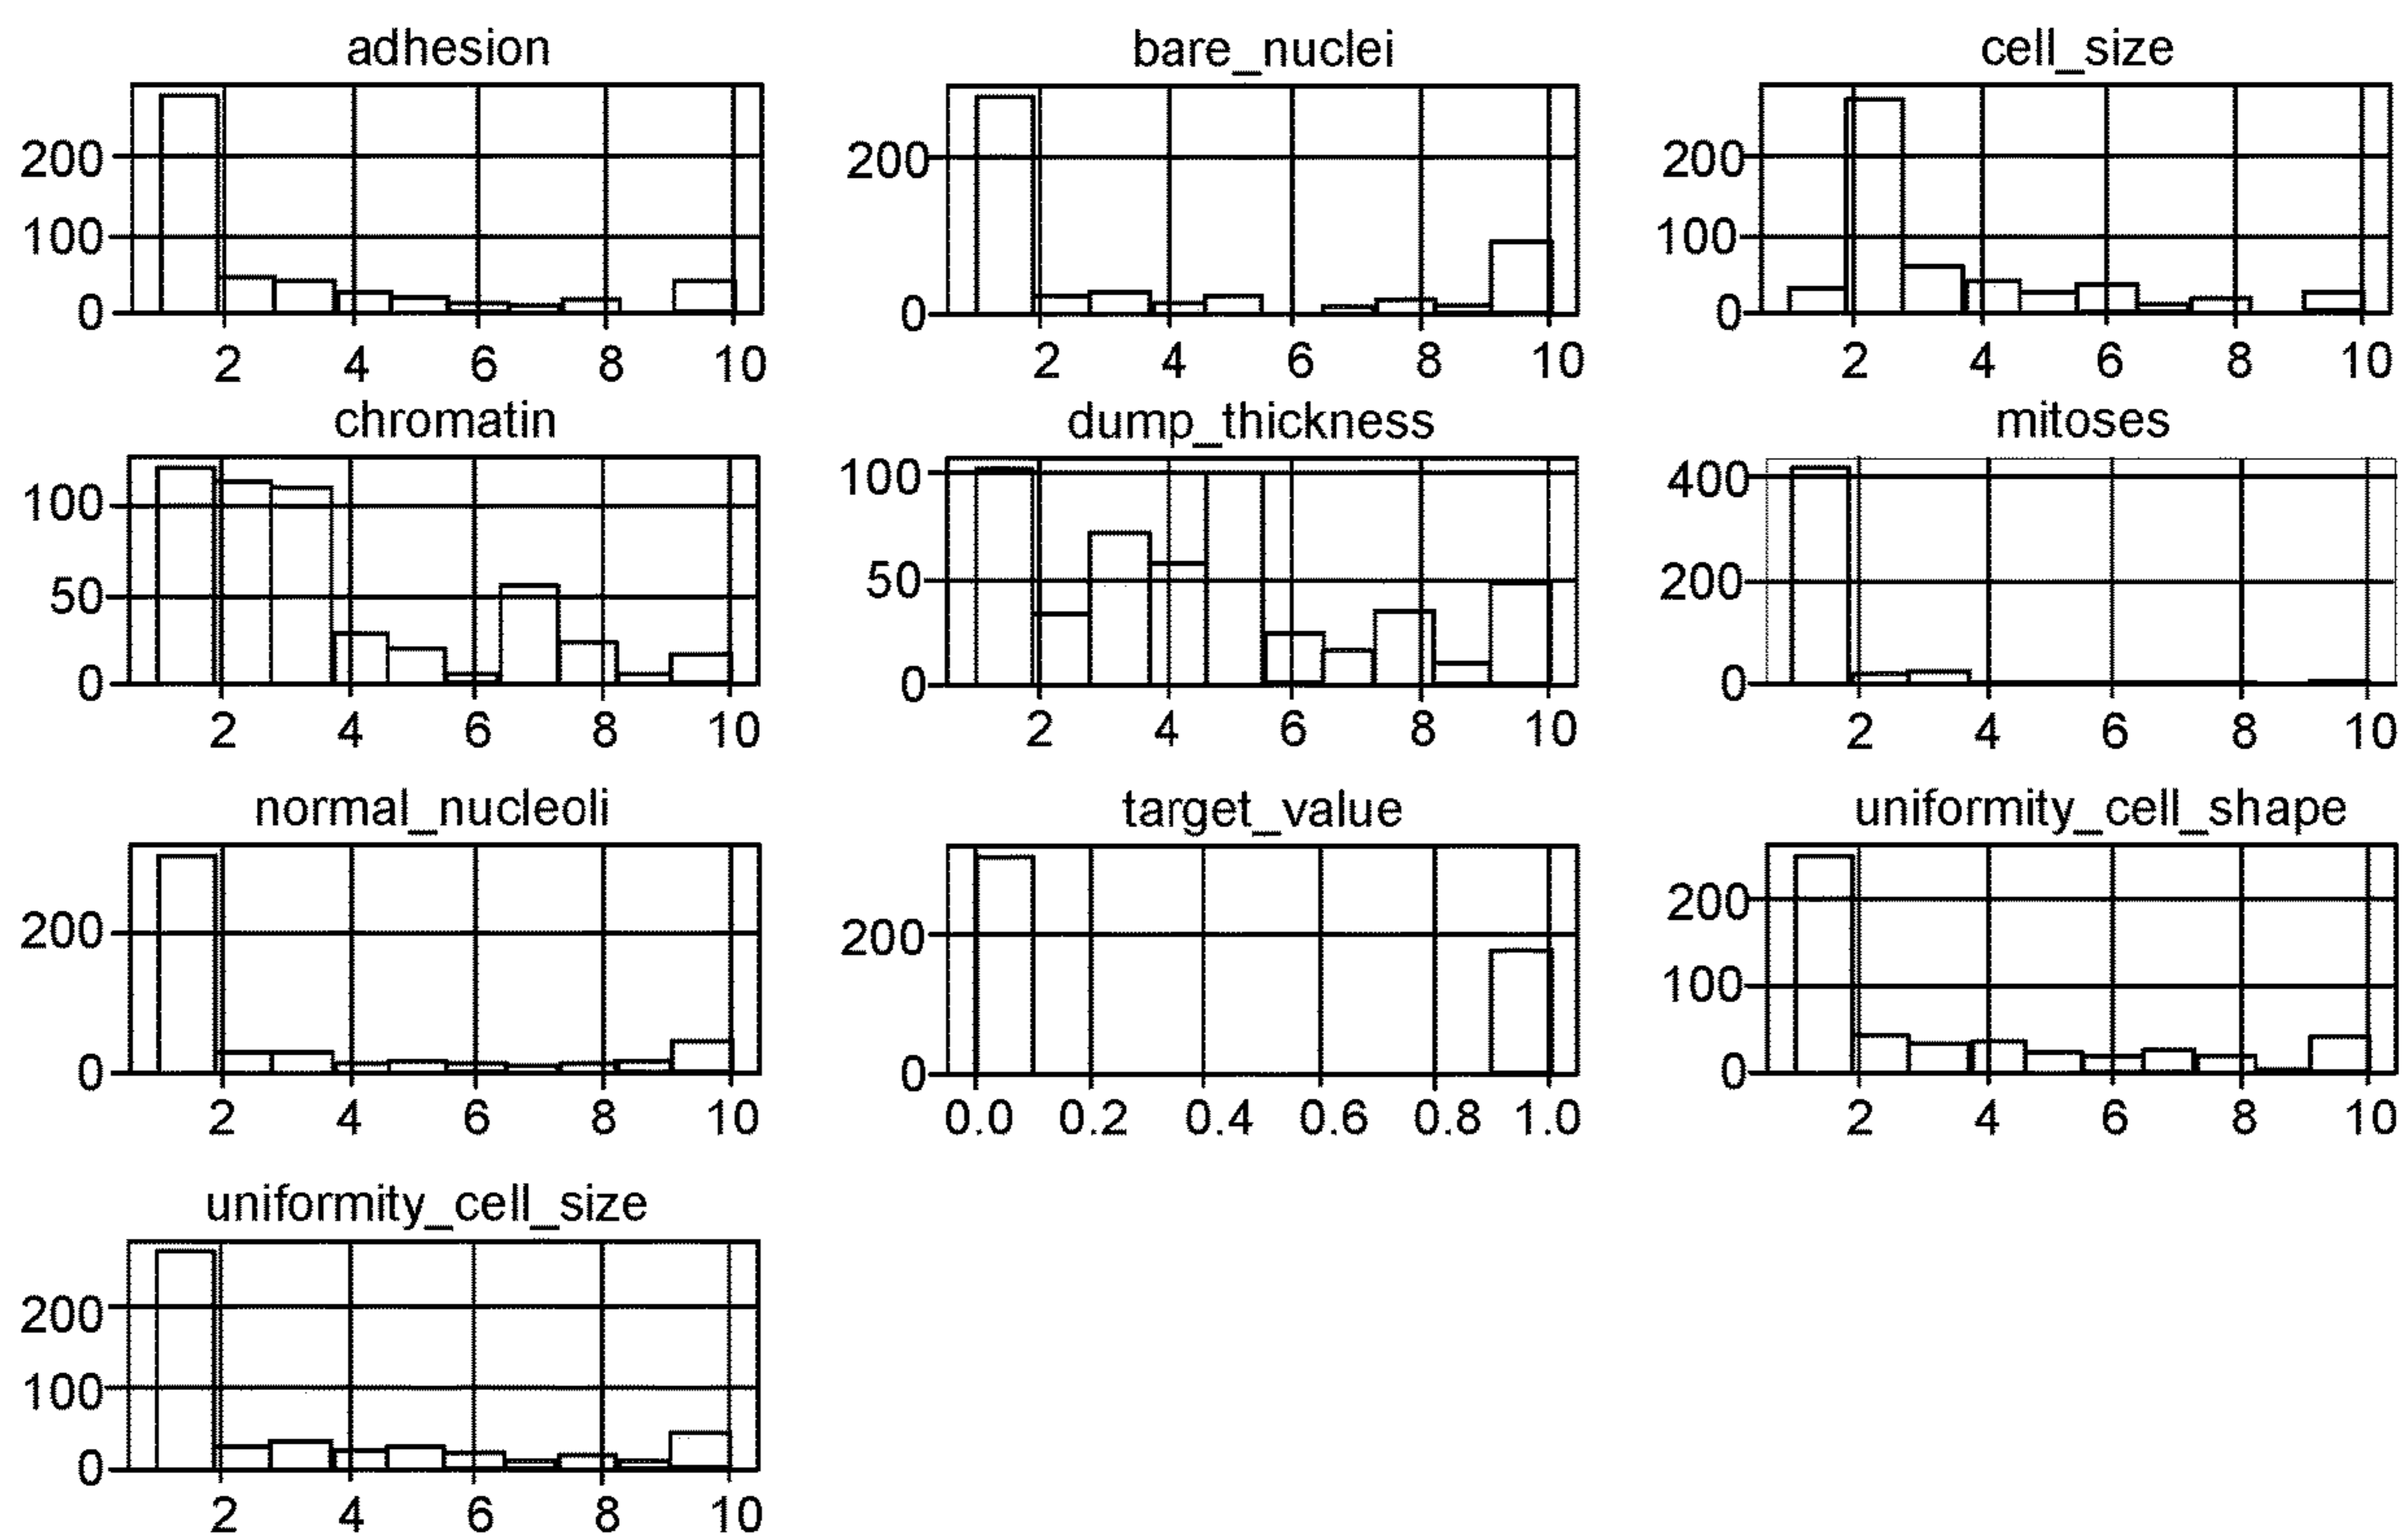 adhesion
bare_nuclei
cell_size
200
100
0
2 4 6 8 10
200
0
2 4 6 8 10
200
100
0
2 4 6 8 10
chromatin
dump_thickness
mitoses
100
50
0
2 4 6 8 10
100
50
0
2 4 6 8 10
400
200
0
2 4 6 8 10
normal_nucleoli
target_value
uniformity_cell_shape
200
0
2 4 6 8 10
200
0
0.0 0.2 0.4 0.6 0.8 1.0
200
100
0
2 4 6 8 10
uniformity_cell_size
200
100
0
2 4 6 8 10